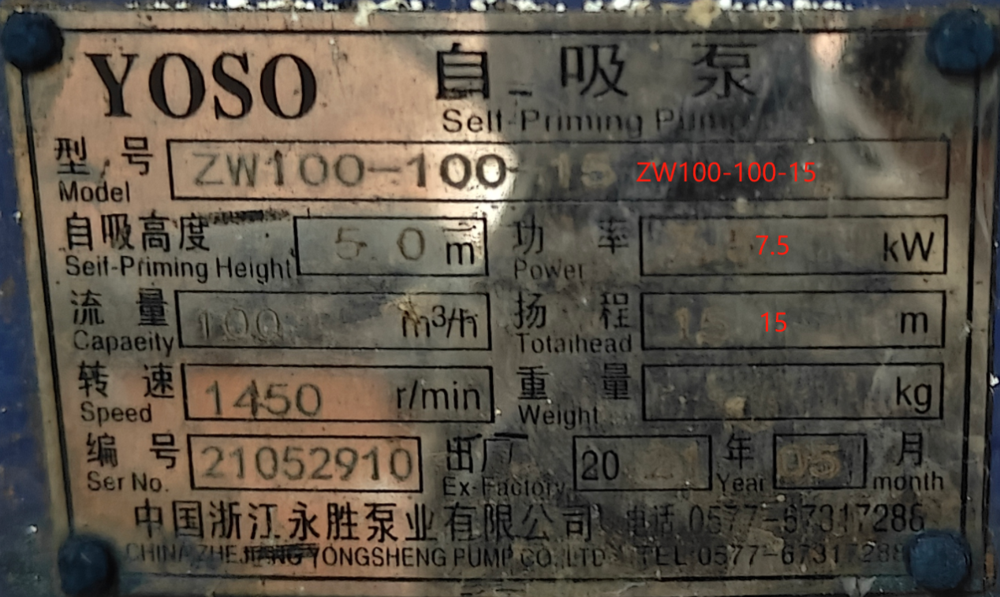 YOSO 自吸泵
Self-Priming Pump
型号 ZW100-100-15 ZW100-100-15
Model
自吸高度 5.0 m 功率 7.5 kW
Seif-Priming Height Power
流量 100 m³/h 扬程 15 15 m
Capaeity Totaihead
转速 1450 r/min 重量 kg
Speed Weight
编号 21052910 出厂 2021 年 05 月
Ser No. Ex-Factory Year month
中国浙江永胜泵业有限公司 电话 0577-67317286
CHINA ZHEJIANG YONGSHENG PUMP CO.,LTD TEL 0577-67317286